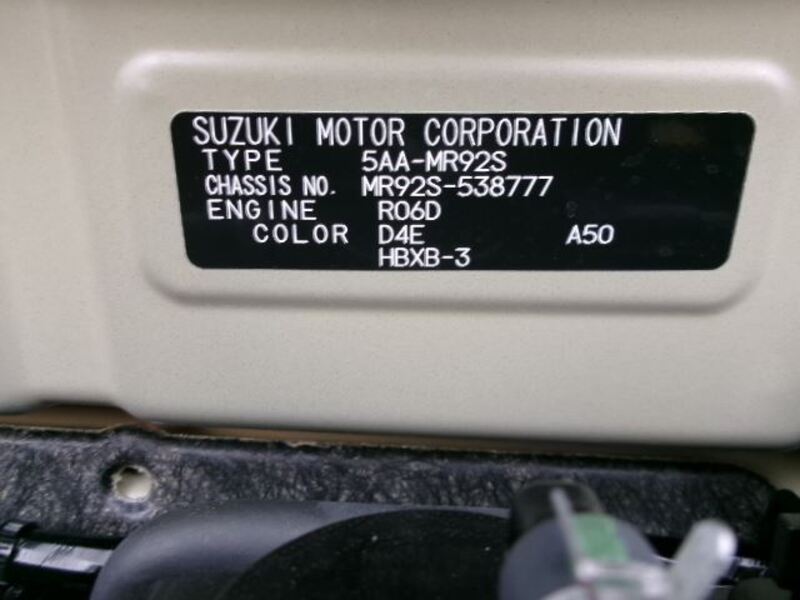 SUZUKI MOTOR CORPORATION
TYPE 5AA-MR92S
CHASSIS NO. MR92S-538777
ENGINE R06D
COLOR D4E A50
HBXB-3